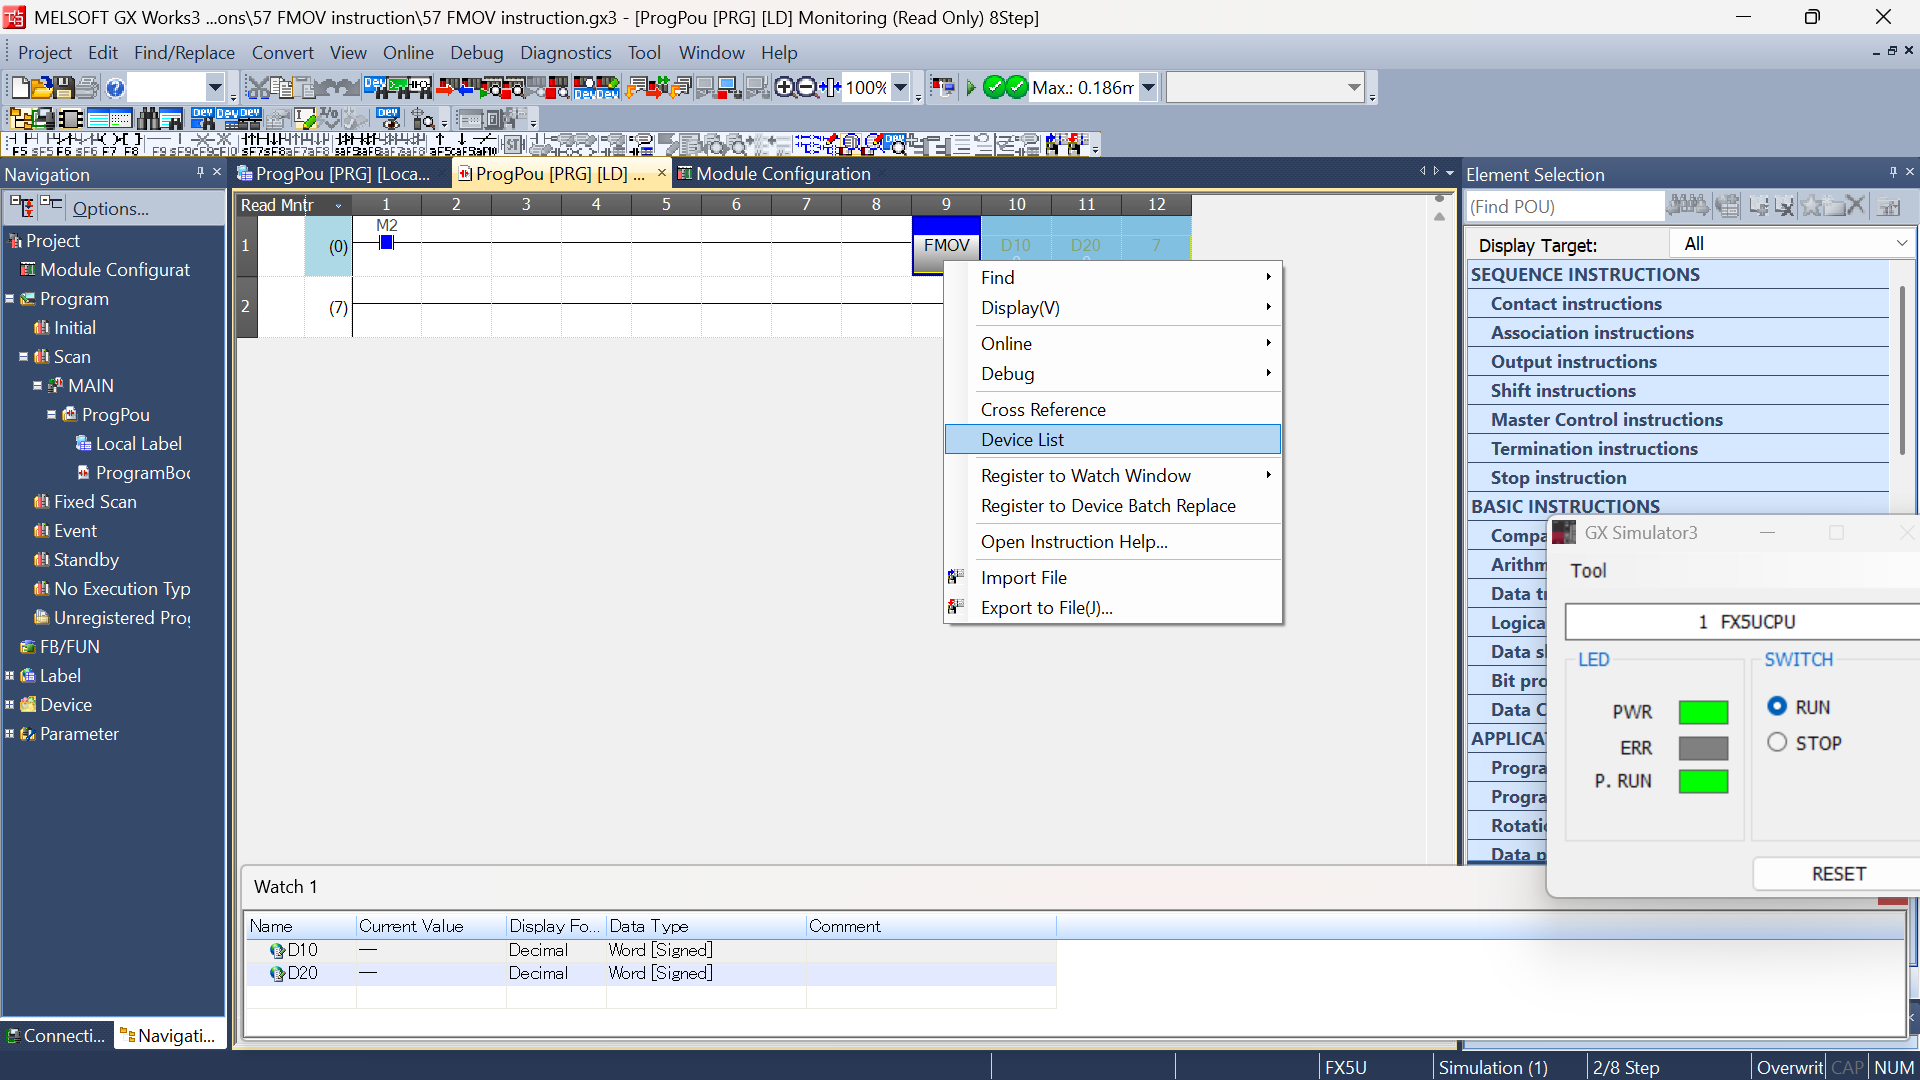 MELSOFT GX Works3 ...ons\57 FMOV instruction\57 FMOV instruction.gx3 - [ProgPou [PRG] [LD] Monitoring (Read Only) 8Step]
Project Edit Find/Replace Convert View Online Debug Diagnostics Tool Window Help
100% Max.: 0.186m
Navigation
ProgPou [PRG] [Loca...
ProgPou [PRG] [LD] ...
Module Configuration
Element Selection
Options...
Read Mntr 1 2 3 4 5 6 7 8 9 10 11 12
(Find POU)
Display Target: All
Project
Module Configurat
Program
Initial
Scan
MAIN
ProgPou
Local Label
ProgramBod
Fixed Scan
Event
Standby
No Execution Typ
Unregistered Prog
FB/FUN
Label
Device
Parameter
M2
1 (0) FMOV D10 D20 7
2 (7)
Find
Display(V)
Online
Debug
Cross Reference
Device List
Register to Watch Window
Register to Device Batch Replace
Open Instruction Help...
Import File
Export to File(J)...
SEQUENCE INSTRUCTIONS
Contact instructions
Association instructions
Output instructions
Shift instructions
Master Control instructions
Termination instructions
Stop instruction
BASIC INSTRUCTIONS
Compa
Arithm
Data t
Logica
Data s
Bit pro
Data C
APPLICA
Progra
Progra
Rotati
Data p
GX Simulator3
Tool
1 FX5UCPU
LED SWITCH
PWR RUN
ERR STOP
P. RUN
RESET
Watch 1
Name Current Value Display Fo... Data Type Comment
D10 — Decimal Word [Signed]
D20 — Decimal Word [Signed]
Connecti... Navigati...
FX5U Simulation (1) 2/8 Step Overwrit CAP NUM